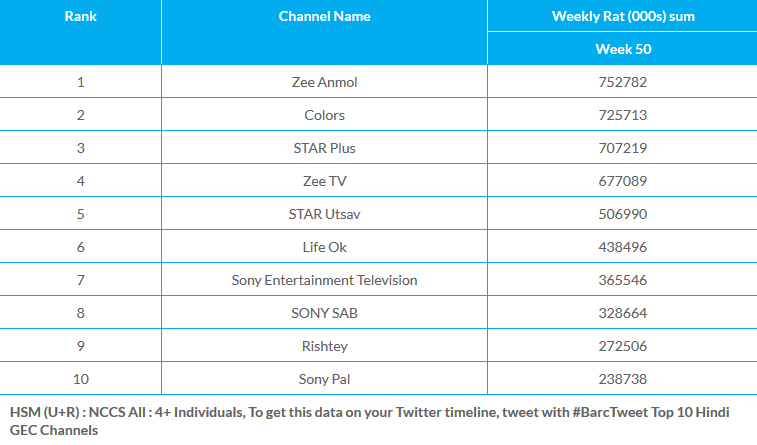 Rank Channel Name Weekly Rat (000s) sum
Week 50
1 Zee Anmol 752782
2 Colors 725713
3 STAR Plus 707219
4 Zee TV 677089
5 STAR Utsav 506990
6 Life Ok 438496
7 Sony Entertainment Television 365546
8 SONY SAB 328664
9 Rishtey 272506
10 Sony Pal 238738
HSM (U+R) : NCCS All : 4+ Individuals, To get this data on your Twitter timeline, tweet with #BarcTweet Top 10 Hindi
GEC Channels